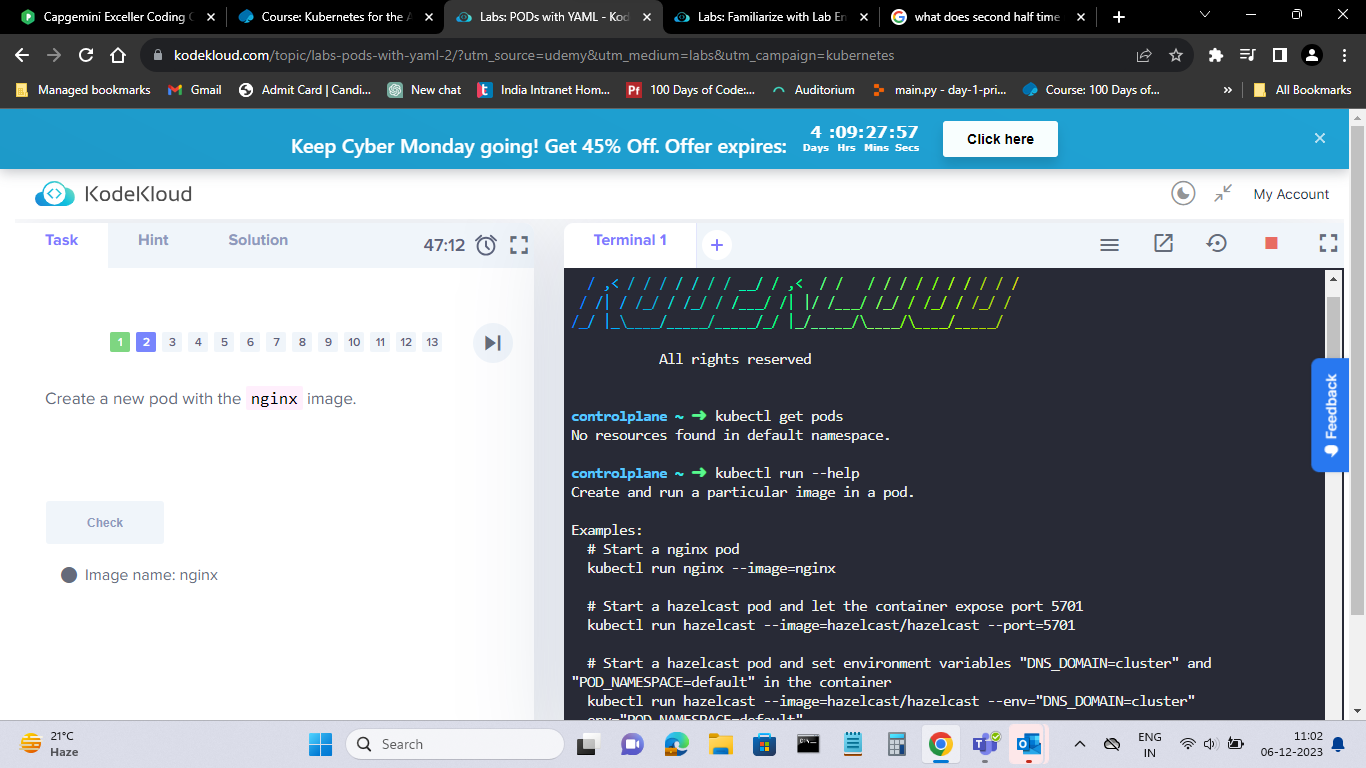 Capgemini Exceller Coding C
Course: Kubernetes for the A
Labs: PODs with YAML - Kod
Labs: Familiarize with Lab En
what does second half time
kodekloud.com/topic/labs-pods-with-yaml-2/?utm_source=udemy&utm_medium=labs&utm_campaign=kubernetes
Managed bookmarks
Gmail
Admit Card | Candi...
New chat
India Intranet Hom...
100 Days of Code:...
Auditorium
main.py - day-1-pri...
Course: 100 Days of...
»
All Bookmarks
Keep Cyber Monday going! Get 45% Off. Offer expires:
4 :09:27:57
Days Hrs Mins Secs
Click here
KodeKloud
My Account
Task
Hint
Solution
47:12
Terminal 1
+
1 2 3 4 5 6 7 8 9 10 11 12 13
Create a new pod with the nginx image.
Check
Image name: nginx
All rights reserved
controlplane ~ ➜ kubectl get pods
No resources found in default namespace.
controlplane ~ ➜ kubectl run --help
Create and run a particular image in a pod.
Examples:
# Start a nginx pod
kubectl run nginx --image=nginx
# Start a hazelcast pod and let the container expose port 5701
kubectl run hazelcast --image=hazelcast/hazelcast --port=5701
# Start a hazelcast pod and set environment variables "DNS_DOMAIN=cluster" and
"POD_NAMESPACE=default" in the container
kubectl run hazelcast --image=hazelcast/hazelcast --env="DNS_DOMAIN=cluster"
env="POD_NAMESPACE=default"
Feedback
21°C
Haze
Search
ENG
IN
11:02
06-12-2023